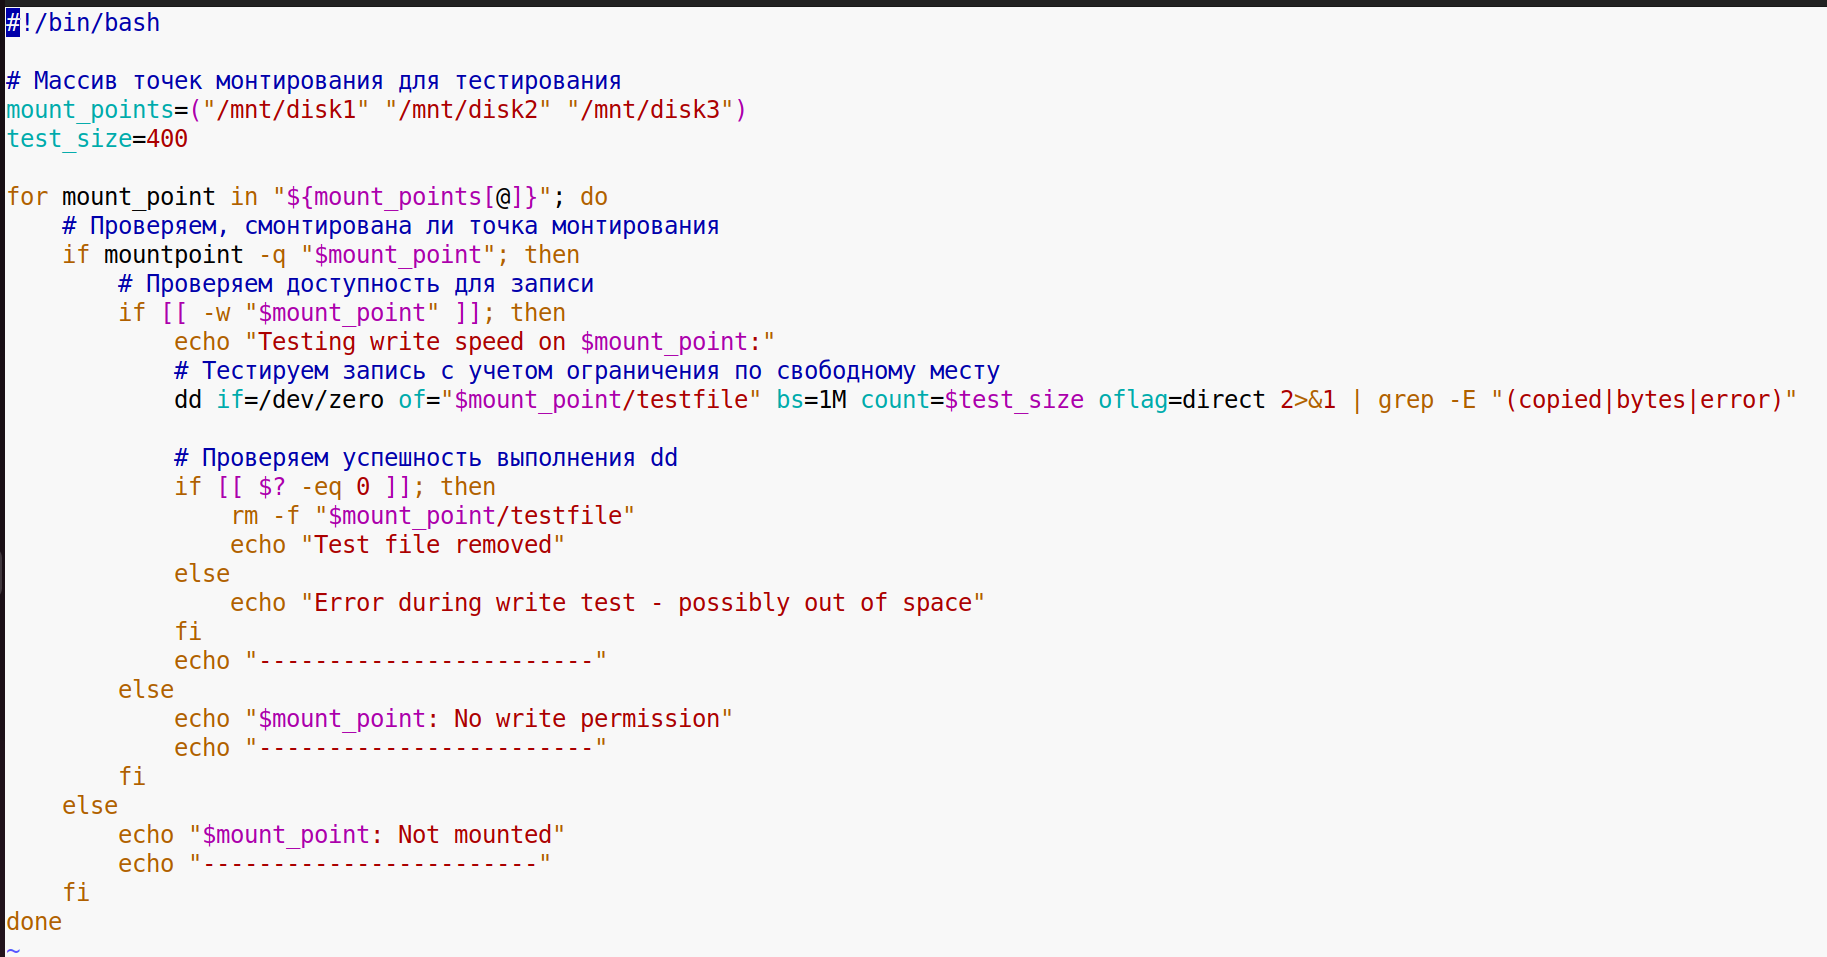 #!/bin/bash

# Массив точек монтирования для тестирования
mount_points=("/mnt/disk1" "/mnt/disk2" "/mnt/disk3")
test_size=400

for mount_point in "${mount_points[@]}"; do
    # Проверяем, смонтирована ли точка монтирования
    if mountpoint -q "$mount_point"; then
        # Проверяем доступность для записи
        if [[ -w "$mount_point" ]]; then
            echo "Testing write speed on $mount_point:"
            # Тестируем запись с учетом ограничения по свободному месту
            dd if=/dev/zero of="$mount_point/testfile" bs=1M count=$test_size oflag=direct 2>&1 | grep -E "(copied|bytes|error)"

            # Проверяем успешность выполнения dd
            if [[ $? -eq 0 ]]; then
                rm -f "$mount_point/testfile"
                echo "Test file removed"
            else
                echo "Error during write test - possibly out of space"
            fi
            echo "------------------------"
        else
            echo "$mount_point: No write permission"
            echo "------------------------"
        fi
    else
        echo "$mount_point: Not mounted"
        echo "------------------------"
    fi
done
~